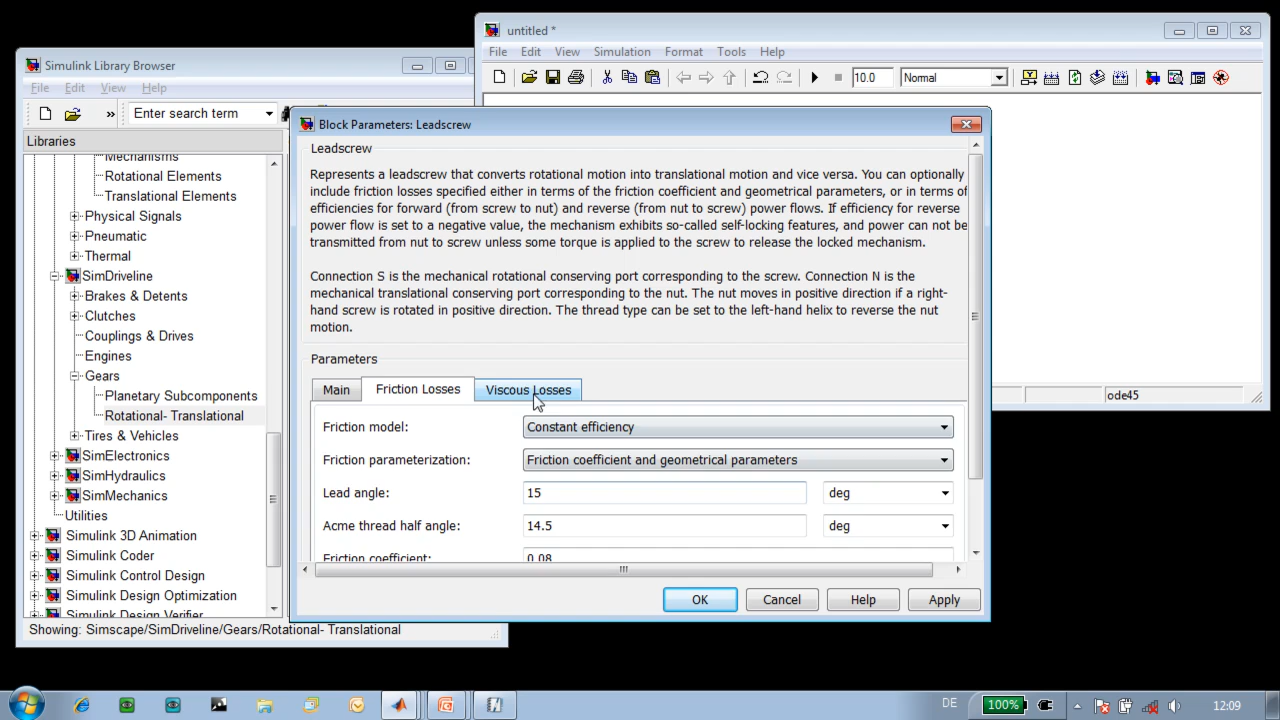 untitled *
File Edit View Simulation Format Tools Help
10.0 Normal
Simulink Library Browser
File Edit View Help
» Enter search term
Libraries
Mechanisms
Rotational Elements
Translational Elements
Physical Signals
Pneumatic
Thermal
SimDriveline
Brakes & Detents
Clutches
Couplings & Drives
Engines
Gears
Planetary Subcomponents
Rotational- Translational
Tires & Vehicles
SimElectronics
SimHydraulics
SimMechanics
Utilities
Simulink 3D Animation
Simulink Coder
Simulink Control Design
Simulink Design Optimization
Simulink Design Verifier
Showing: Simscape/SimDriveline/Gears/Rotational- Translational
Block Parameters: Leadscrew
Leadscrew
Represents a leadscrew that converts rotational motion into translational motion and vice versa. You can optionally
include friction losses specified either in terms of the friction coefficient and geometrical parameters, or in terms of
efficiencies for forward (from screw to nut) and reverse (from nut to screw) power flows. If efficiency for reverse
power flow is set to a negative value, the mechanism exhibits so-called self-locking features, and power can not be
transmitted from nut to screw unless some torque is applied to the screw to release the locked mechanism.
Connection S is the mechanical rotational conserving port corresponding to the screw. Connection N is the
mechanical translational conserving port corresponding to the nut. The nut moves in positive direction if a right-
hand screw is rotated in positive direction. The thread type can be set to the left-hand helix to reverse the nut
motion.
Parameters
Main Friction Losses Viscous Losses
Friction model: Constant efficiency
Friction parameterization: Friction coefficient and geometrical parameters
Lead angle: 15 deg
Acme thread half angle: 14.5 deg
Friction coefficient: 0.08
OK Cancel Help Apply
ode45
DE 100% 12:09